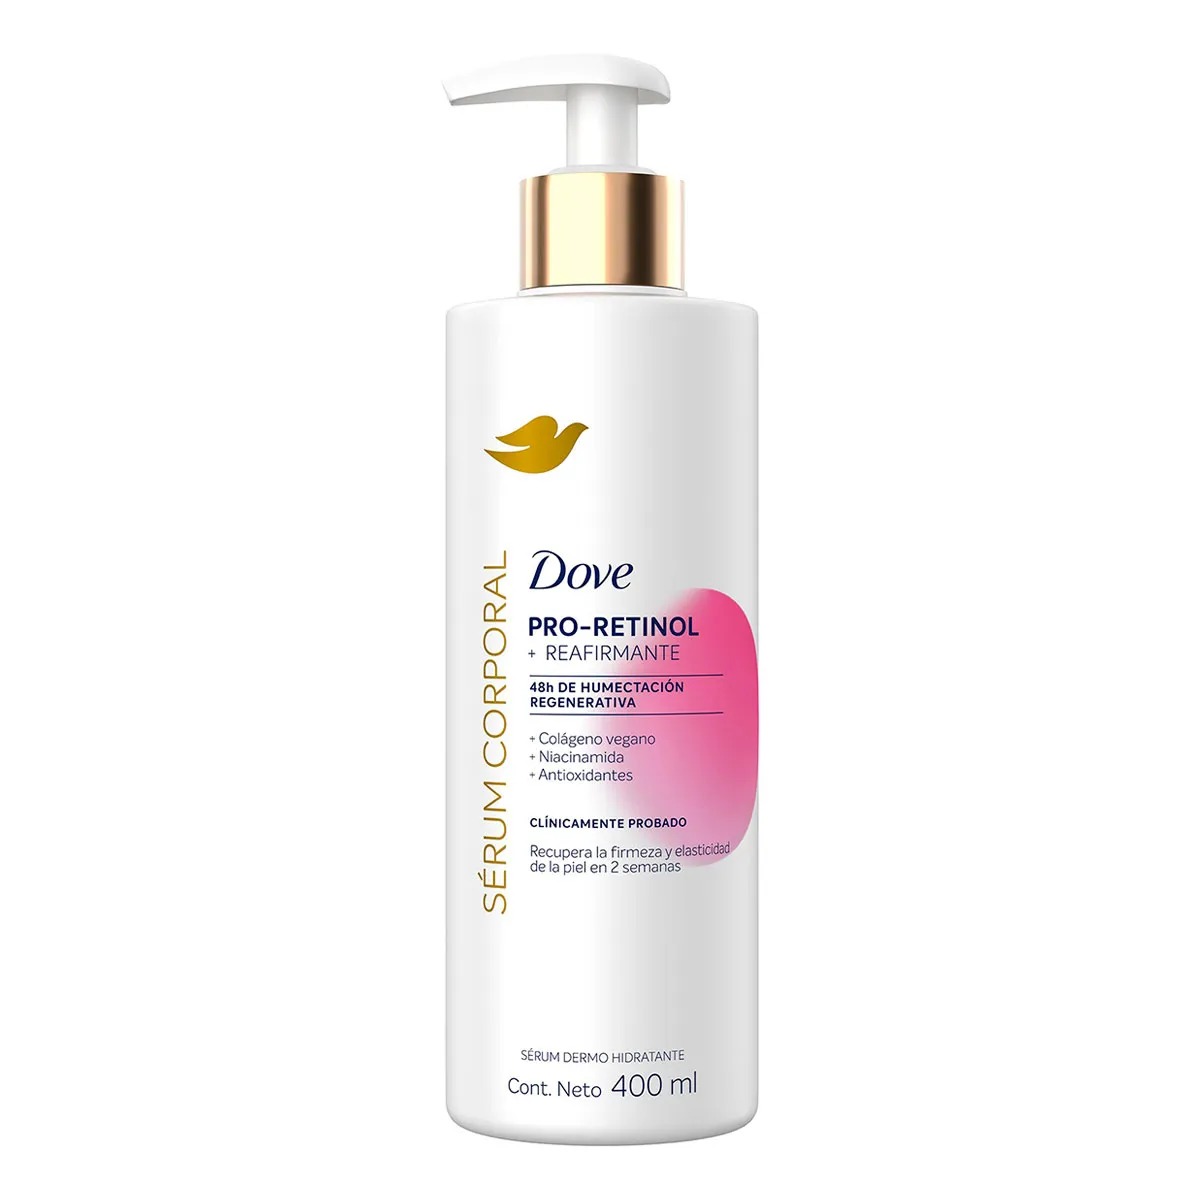 SÉRUM CORPORAL
Dove
PRO-RETINOL
+ REAFIRMANTE
48h DE HUMECTACIÓN
REGENERATIVA
+ Colágeno vegano
+ Niacinamida
+ Antioxidantes
CLÍNICAMENTE PROBADO
Recupera la firmeza y elasticidad
de la piel en 2 semanas
SÉRUM DERMO HIDRATANTE
Cont. Neto 400 ml